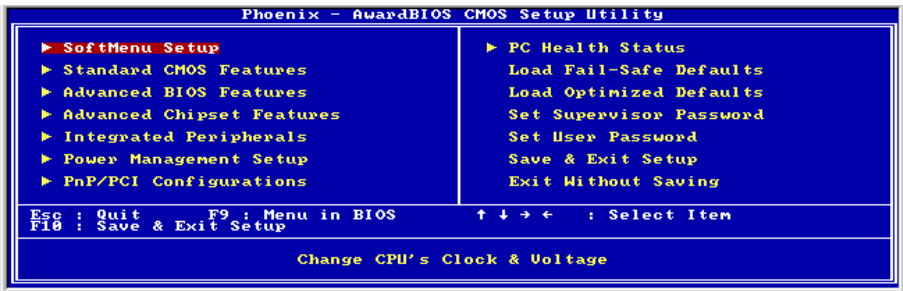 Phoenix - AwardBIOS CMOS Setup Utility
► SoftMenu Setup
► Standard CMOS Features
► Advanced BIOS Features
► Advanced Chipset Features
► Integrated Peripherals
► Power Management Setup
► PnP/PCI Configurations
► PC Health Status
Load Fail-Safe Defaults
Load Optimized Defaults
Set Supervisor Password
Set User Password
Save & Exit Setup
Exit Without Saving
Esc : Quit F9 : Menu in BIOS ↑ ↓ → ← : Select Item
F10 : Save & Exit Setup
Change CPU's Clock & Voltage